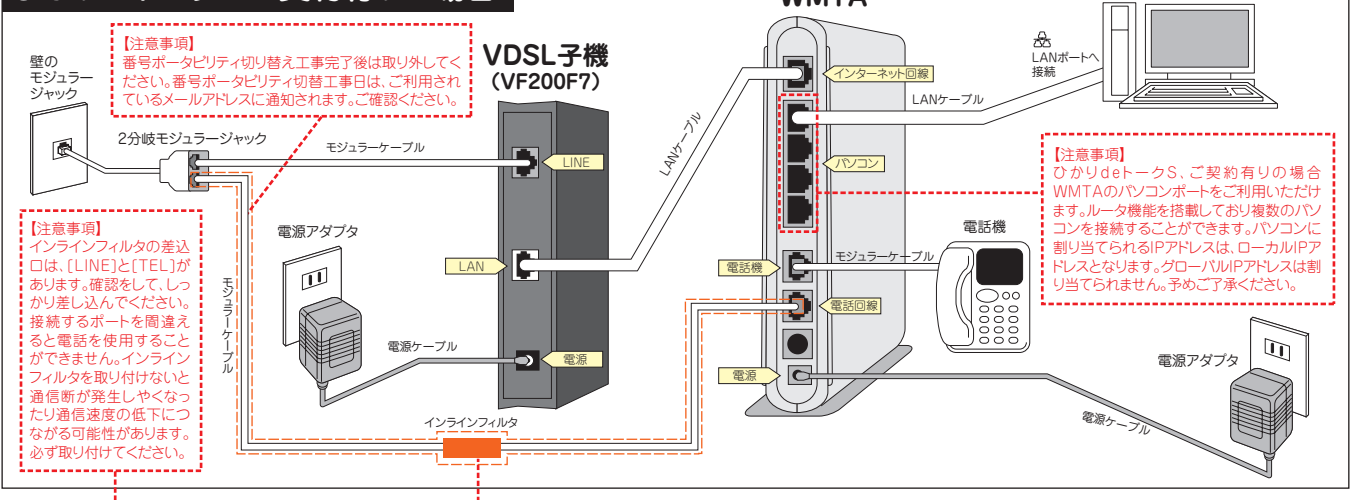 WMTA
【注意事項】
番号ポータビリティ切り替え工事完了後は取り外してく
ださい。番号ポータビリティ切替工事日は、ご利用され
ているメールアドレスに通知されます。ご確認ください。
壁の
モジュラー
ジャック
2分岐モジュラージャック
モジュラーケーブル
VDSL子機
(VF200F7)
LINE
LAN
電源
電源アダプタ
電源ケーブル
モジュラーケーブル
インラインフィルタ
【注意事項】
インラインフィルタの差込
口は、[LINE]と[TEL]が
あります。確認をして、しっ
かり差し込んでください。
接続するポートを間違え
ると電話を使用すること
ができません。インライン
フィルタを取り付けないと
通信断が発生しやくなっ
たり通信速度の低下につ
ながる可能性があります。
必ず取り付けてください。
LANケーブル
インターネット回線
パソコン
電話機
電話回線
電源
LANケーブル
LANポートへ
接続
モジュラーケーブル
電話機
【注意事項】
ひかりdeトークS、ご契約有りの場合
WMTAのパソコンポートをご利用いただけ
ます。ルータ機能を搭載しており複数のパソ
コンを接続することができます。パソコンに
割り当てられるIPアドレスは、ローカルIPア
ドレスとなります。グローバルIPアドレスは割
り当てられません。予めご了承ください。
電源アダプタ
電源ケーブル